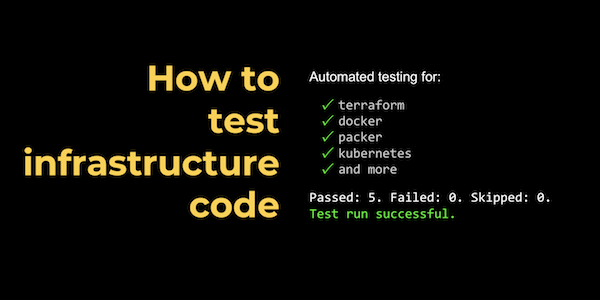 How to
test
infrastructure
code
Automated testing for:
✓ terraform
✓ docker
✓ packer
✓ kubernetes
✓ and more
Passed: 5. Failed: 0. Skipped: 0.
Test run successful.